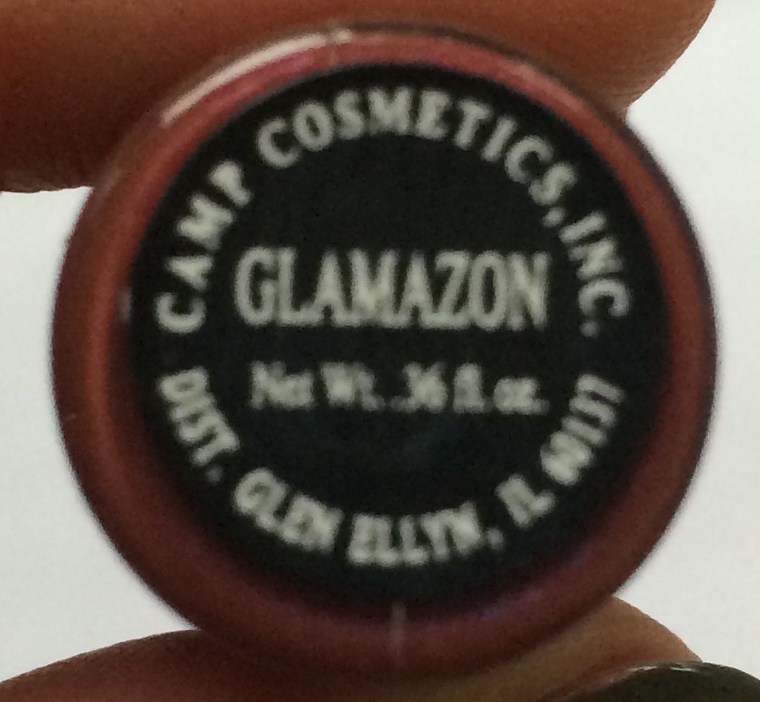 CAMP COSMETICS, INC.
GLAMAZON
Net Wt. .36 fl. oz.
DIST. GLEN ELLYN, IL 60137